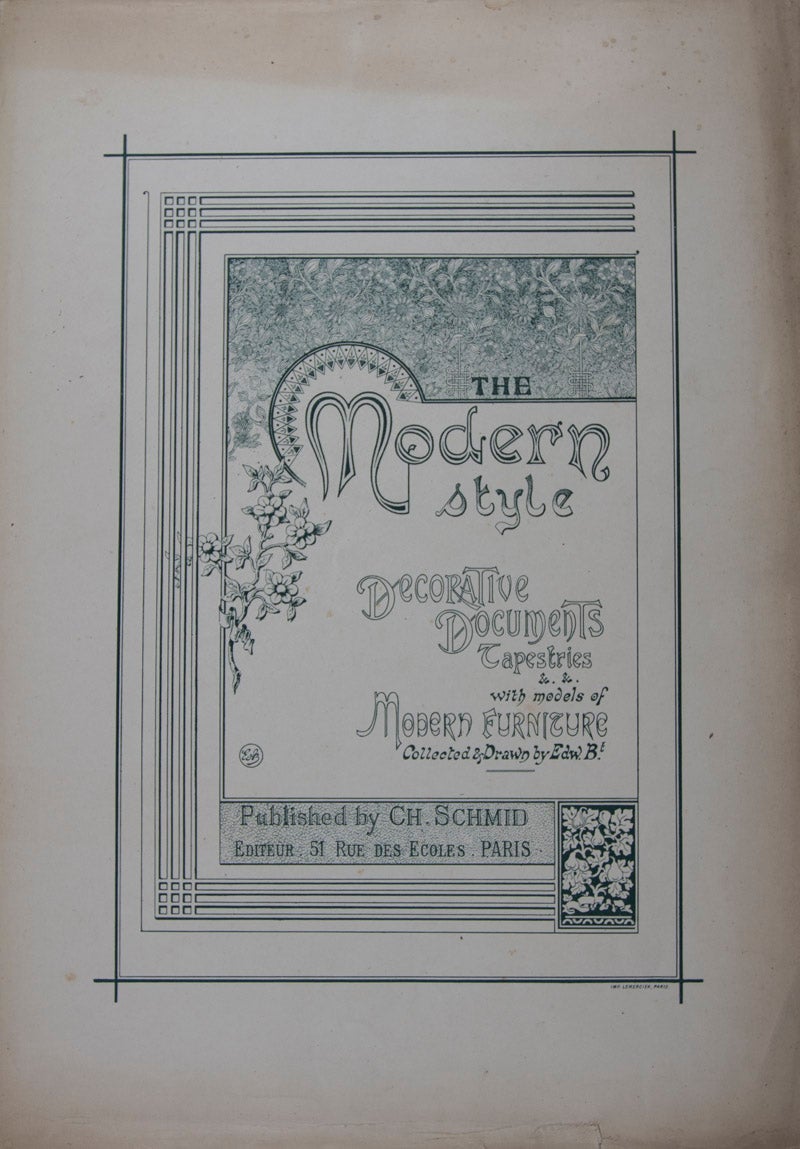 THE
Modern
style
DECORATIVE
DOCUMENTS
Tapestries
&. &.
with models of
MODERN FURNITURE
Collected & Drawn by Edw. Bt
Published by CH. SCHMID
EDITEUR. 51 RUE DES ECOLES. PARIS
IMP. LEMERCIER, PARIS